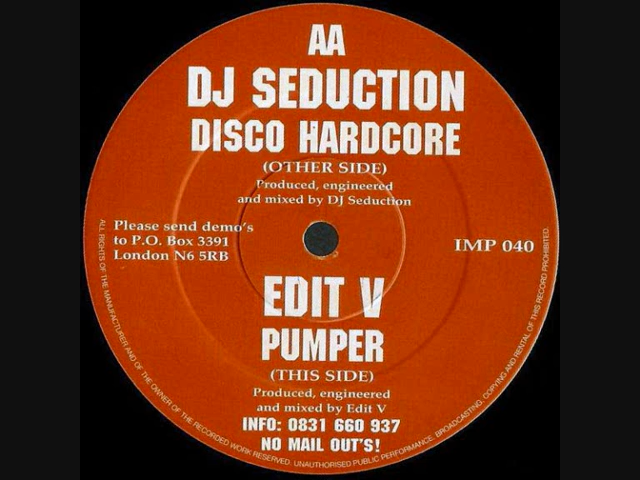 AA
DJ SEDUCTION
DISCO HARDCORE
(OTHER SIDE)
Produced, engineered
and mixed by DJ Seduction
Please send demo's
to P.O. Box 3391
London N6 5RB
IMP 040
EDIT V
PUMPER
(THIS SIDE)
Produced, engineered
and mixed by Edit V
INFO: 0831 660 937
NO MAIL OUT'S!
ALL RIGHTS OF THE MANUFACTURER AND OF THE OWNER OF THE RECORDED WORK RESERVED. UNAUTHORISED PUBLIC PERFORMANCE, BROADCASTING, COPYING AND RENTAL OF THIS RECORD PROHIBITED.